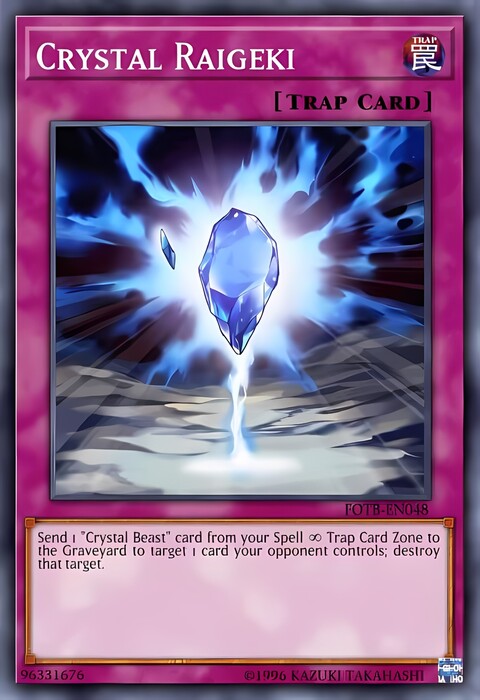 CRYSTAL RAIGEKI
TRAP
罠
[TRAP CARD]
FOTB-EN048
Send 1 "Crystal Beast" card from your Spell ∞ Trap Card Zone to
the Graveyard to target 1 card your opponent controls; destroy
that target.
96331676
©1996 KAZUKI TAKAHASHI